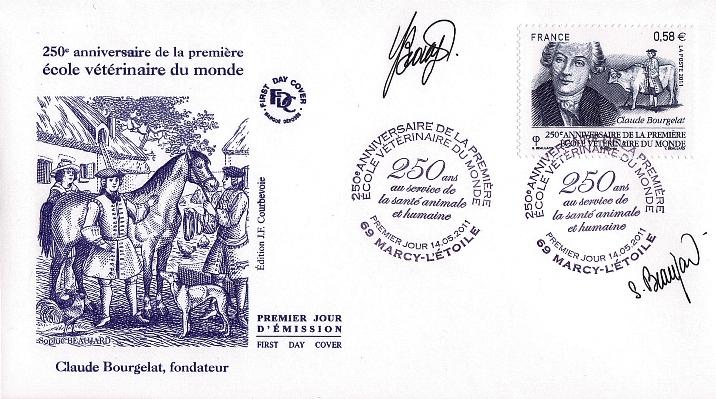 250e anniversaire de la première
école vétérinaire du monde
FIRST DAY COVER
FDC
Sophie BEAUJARD
Edition J.F. Courbevoie
PREMIER JOUR
D'ÉMISSION
FIRST DAY COVER
Claude Bourgelat, fondateur
FRANCE
0,58 €
LA POSTE 2011
Claude Bourgelat
250e ANNIVERSAIRE DE LA PREMIÈRE
ÉCOLE VÉTÉRINAIRE DU MONDE
250e ANNIVERSAIRE DE LA PREMIÈRE
ÉCOLE VÉTÉRINAIRE DU MONDE
250 ans
au service de
la santé animale
et humaine
PREMIER JOUR 14.05.2011
69 MARCY-L'ÉTOILE
250e ANNIVERSAIRE DE LA PREMIÈRE
ÉCOLE VÉTÉRINAIRE DU MONDE
250 ans
au service de
la santé animale
et humaine
PREMIER JOUR 14.05.2011
69 MARCY-L'ÉTOILE
S. Beaujard